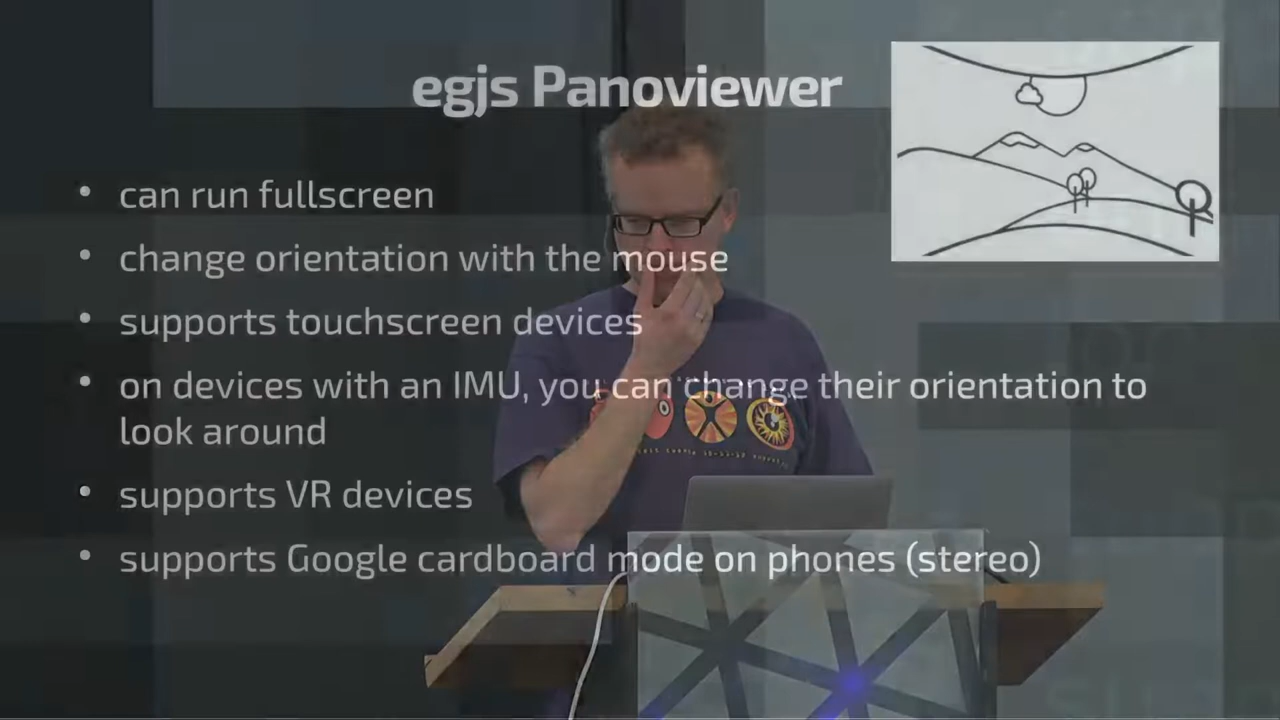 egjs Panoviewer
• can run fullscreen
• change orientation with the mouse
• supports touchscreen devices
• on devices with an IMU, you can change their orientation to
look around
• supports VR devices
• supports Google cardboard mode on phones (stereo)